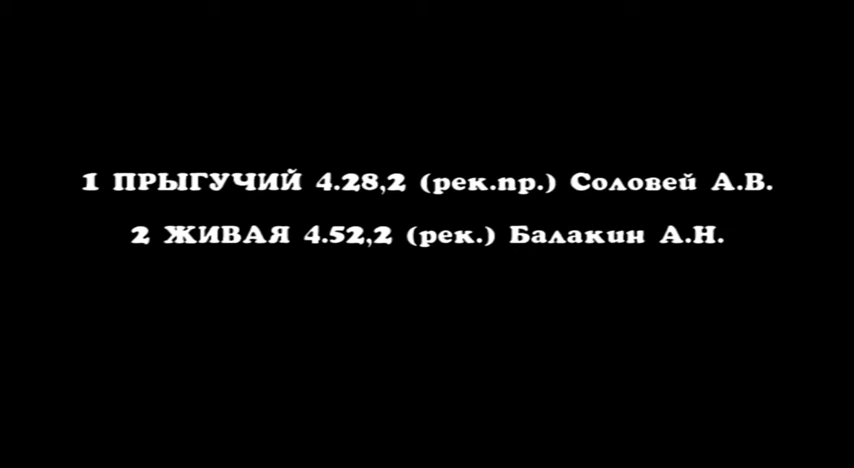 1 ПРЫГУЧИЙ 4.28,2 (рек.пр.) Соловей А.В.
2 ЖИВАЯ 4.52,2 (рек.) Балакин А.Н.